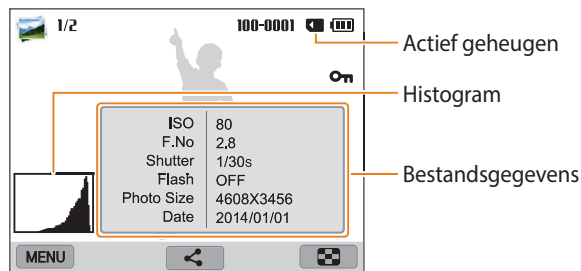 1/2 100-0001
Actief geheugen
Histogram
ISO 80
F.No 2.8
Shutter 1/30s
Flash OFF
Photo Size 4608X3456
Date 2014/01/01
Bestandsgegevens
MENU